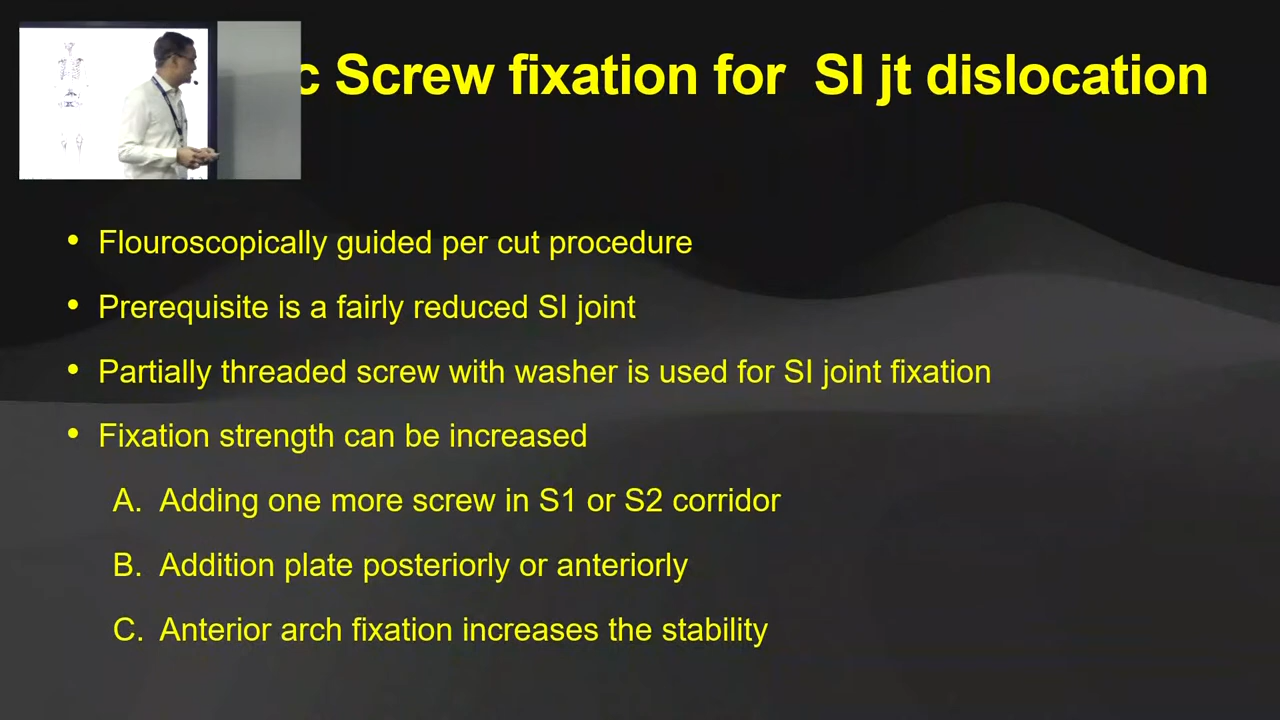 c Screw fixation for SI jt dislocation
• Flouroscopically guided per cut procedure
• Prerequisite is a fairly reduced SI joint
• Partially threaded screw with washer is used for SI joint fixation
• Fixation strength can be increased
A. Adding one more screw in S1 or S2 corridor
B. Addition plate posteriorly or anteriorly
C. Anterior arch fixation increases the stability